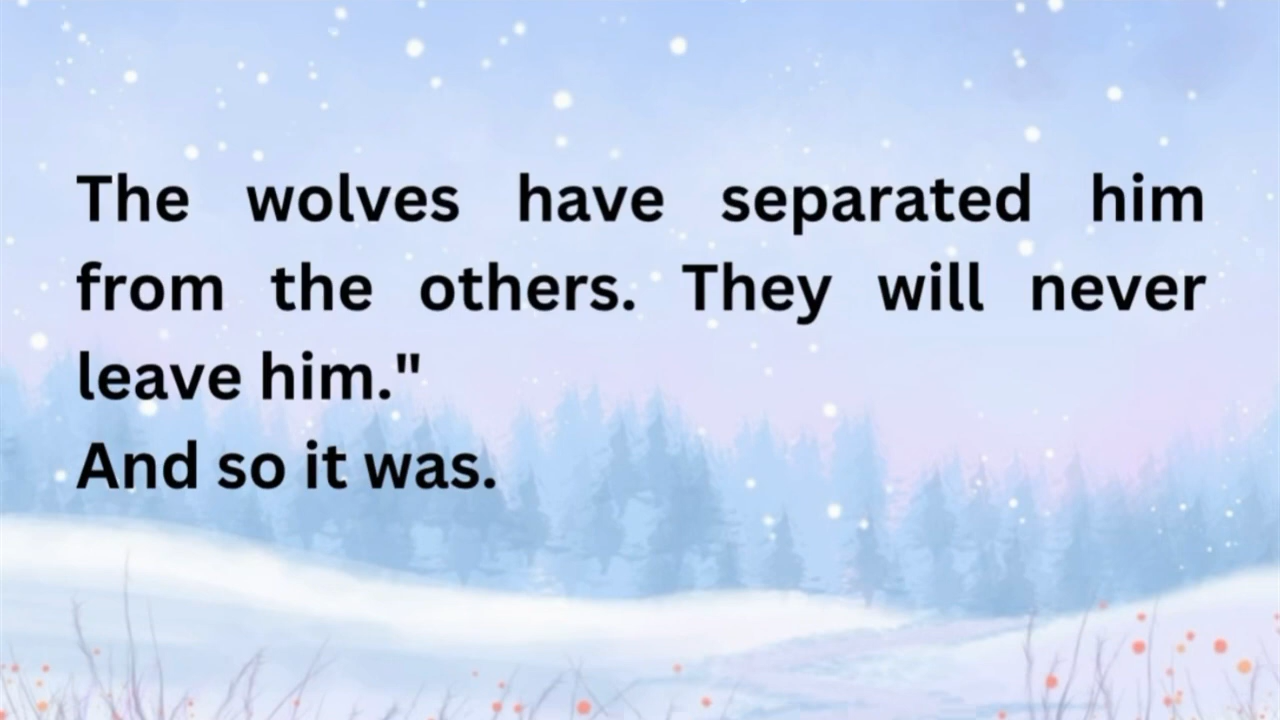 The wolves have separated him
from the others. They will never
leave him."
And so it was.